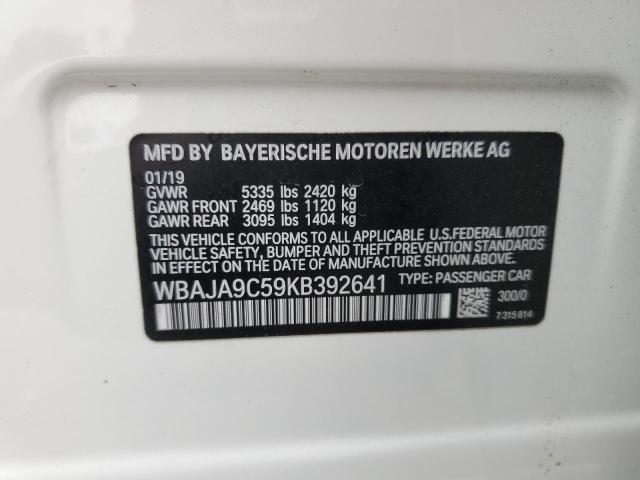 MFD BY BAYERISCHE MOTOREN WERKE AG
01/19
GVWR 5335 lbs 2420 kg
GAWR FRONT 2469 lbs 1120 kg
GAWR REAR 3095 lbs 1404 kg
THIS VEHICLE CONFORMS TO ALL APPLICABLE U.S.FEDERAL MOTOR
VEHICLE SAFETY, BUMPER AND THEFT PREVENTION STANDARDS
IN EFFECT ON THE DATE OF MANUFACTURE SHOWN ABOVE.
WBAJA9C59KB392641 TYPE: PASSENGER CAR
300/0
7315814